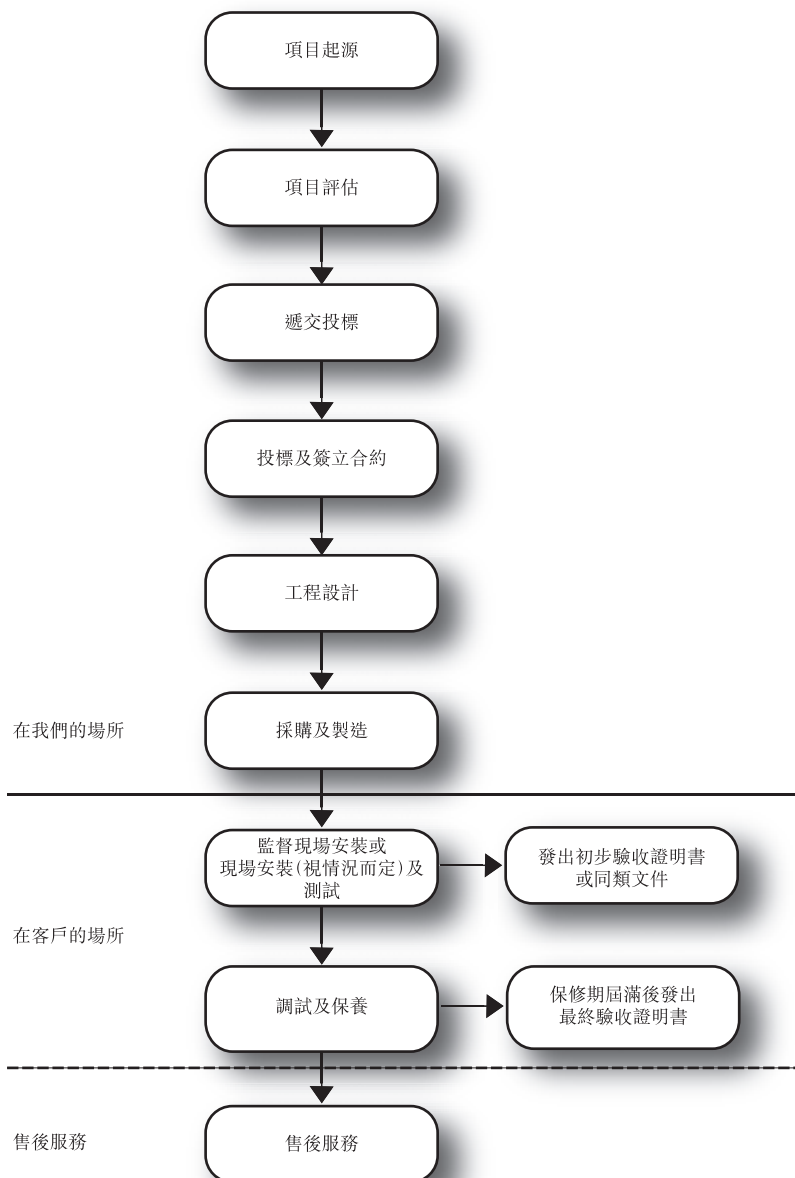 項目起源
項目評估
遞交投標
投標及簽立合約
工程設計
在我們的場所
採購及製造
監督現場安裝或
現場安裝(視情況而定)及
測試
發出初步驗收證明書
或同類文件
在客戶的場所
調試及保養
保修期屆滿後發出
最終驗收證明書
售後服務
售後服務